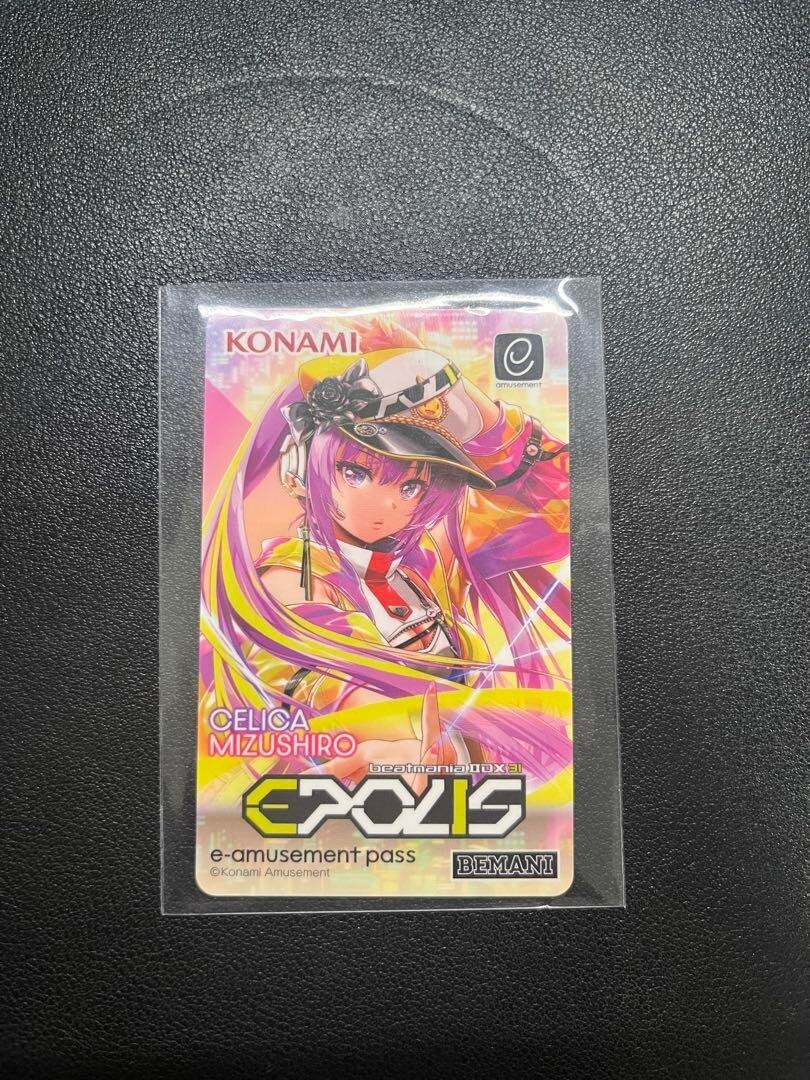 KONAMI
e
amusement
CELICA
MIZUSHIRO
beatmania IIDX 31
EPOLIS
e-amusement pass
©Konami Amusement
BEMANI